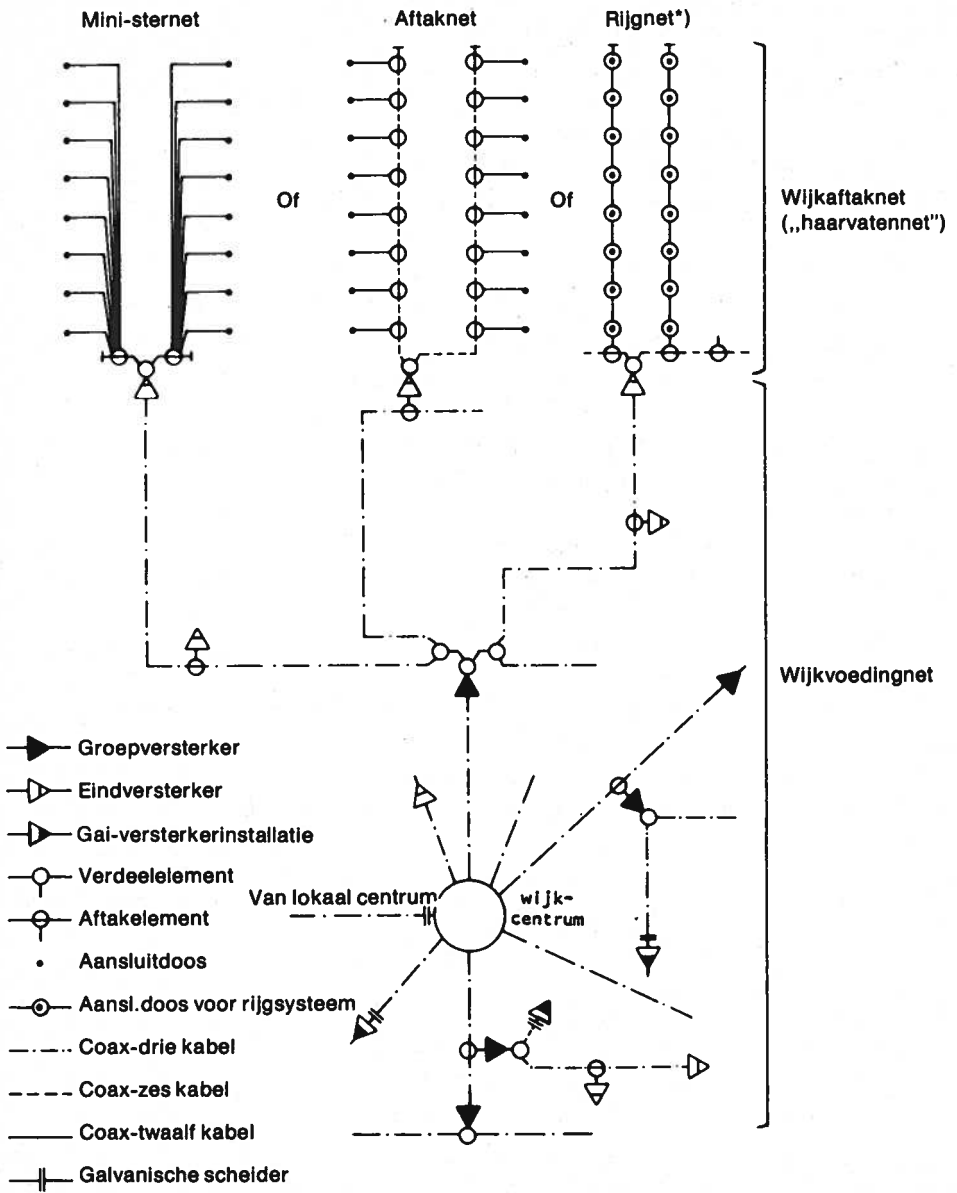 Mini-sternet
Aftaknet
Rijgnet*)
Of
Of
Wijkaftaknet
(„haarvatennet”)
Wijkvoedingnet
Groepversterker
Eindversterker
Gai-versterkerinstallatie
Verdeelelement
Aftakelement
Aansluitdoos
Aansl.doos voor rijgsysteem
Coax-drie kabel
Coax-zes kabel
Coax-twaalf kabel
Galvanische scheider
Van lokaal centrum
wijk-
centrum